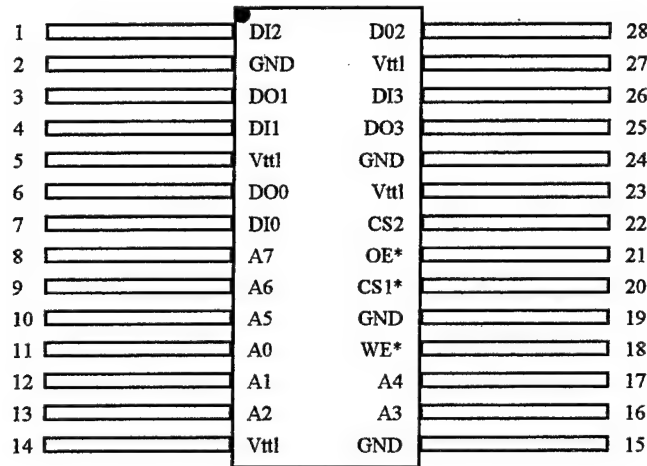 1 DI2 D02 28
2 GND Vttl 27
3 DO1 DI3 26
4 DI1 DO3 25
5 Vttl GND 24
6 DO0 Vttl 23
7 DI0 CS2 22
8 A7 OE* 21
9 A6 CS1* 20
10 A5 GND 19
11 A0 WE* 18
12 A1 A4 17
13 A2 A3 16
14 Vttl GND 15